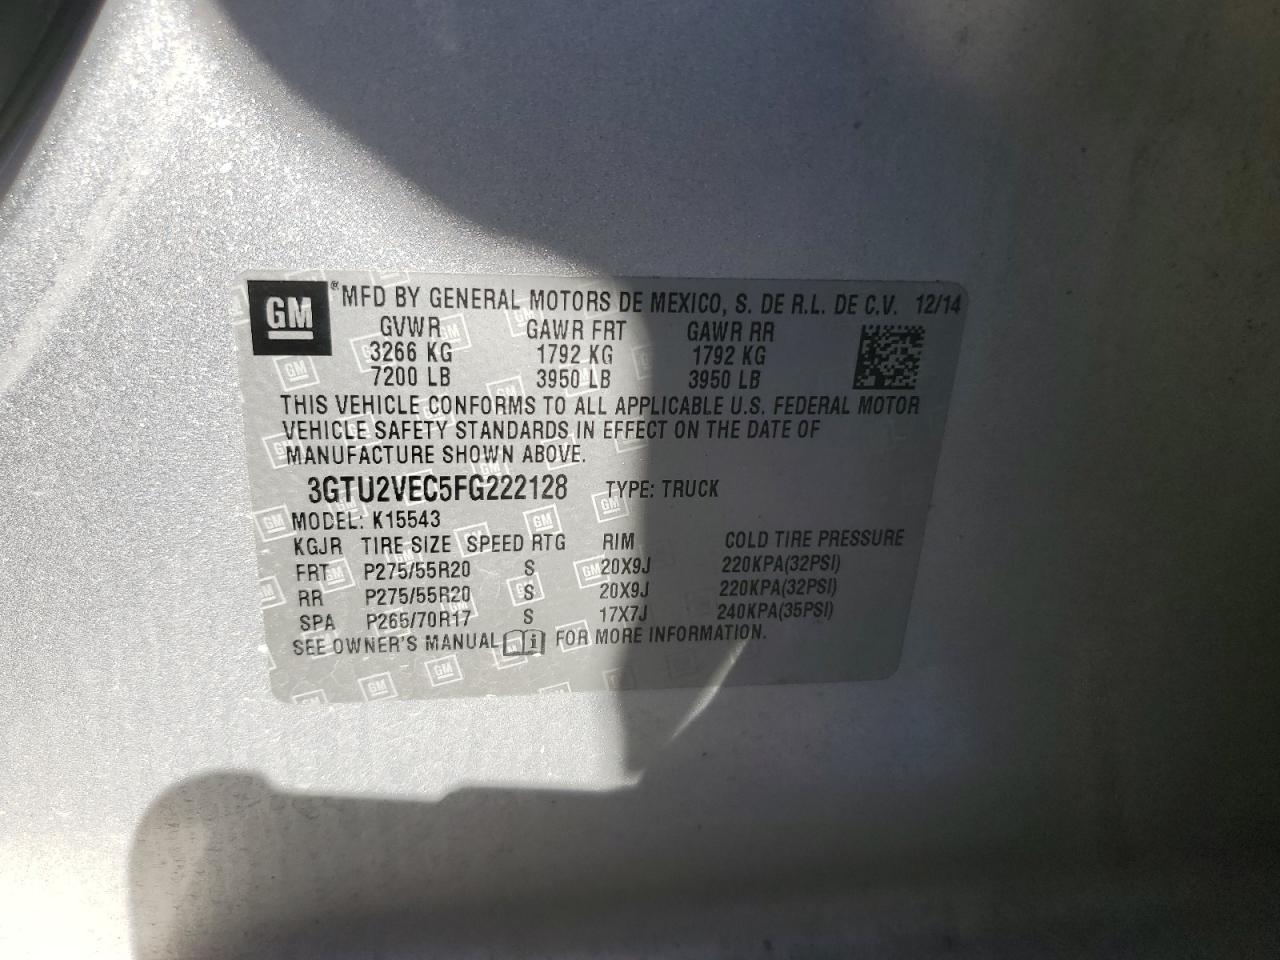 GM ® MFD BY GENERAL MOTORS DE MEXICO, S. DE R.L. DE C.V. 12/14
GVWR GAWR FRT GAWR RR
3266 KG 1792 KG 1792 KG
7200 LB 3950 LB 3950 LB
THIS VEHICLE CONFORMS TO ALL APPLICABLE U.S. FEDERAL MOTOR
VEHICLE SAFETY STANDARDS IN EFFECT ON THE DATE OF
MANUFACTURE SHOWN ABOVE.
3GTU2VEC5FG222128 TYPE: TRUCK
MODEL: K15543
KGJR TIRE SIZE SPEED RTG RIM COLD TIRE PRESSURE
FRT P275/55R20 S 20X9J 220KPA(32PSI)
RR P275/55R20 S 20X9J 220KPA(32PSI)
SPA P265/70R17 S 17X7J 240KPA(35PSI)
SEE OWNER'S MANUAL i FOR MORE INFORMATION.